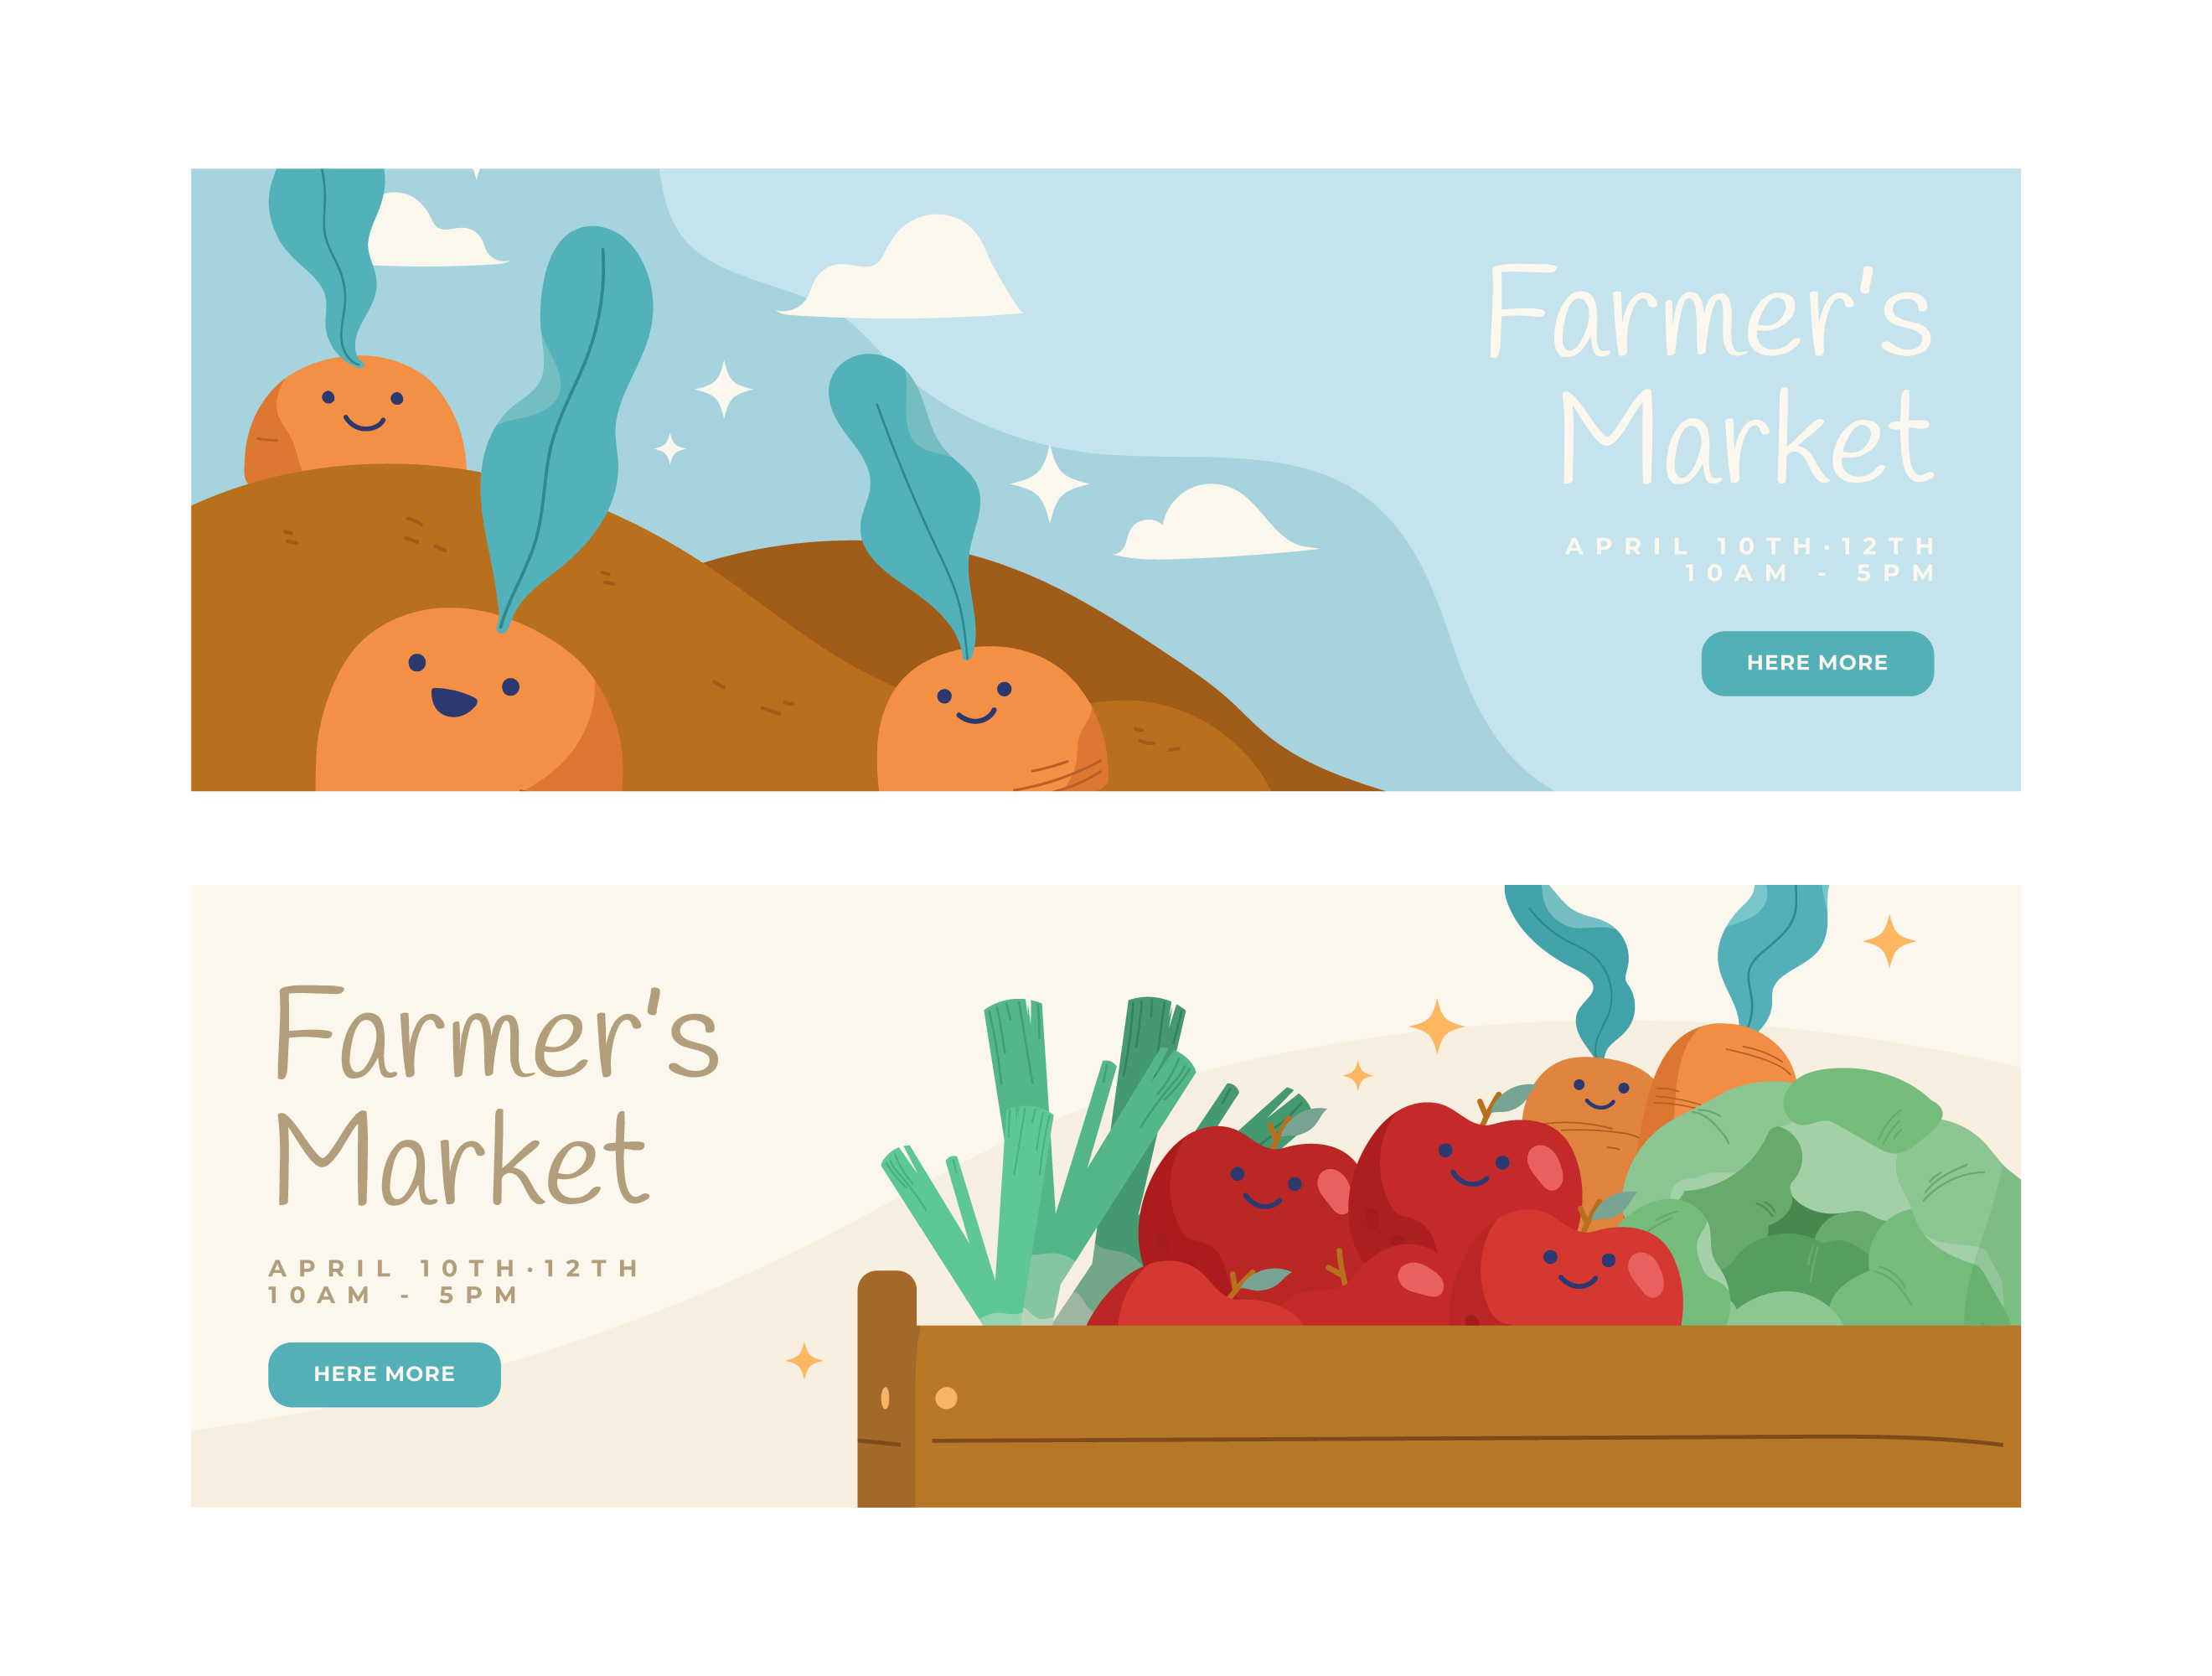 Farmer's
Market
APRIL 10TH·12TH
10AM - 5PM
HERE MORE
Farmer's
Market
APRIL 10TH·12TH
10AM - 5PM
HERE MORE